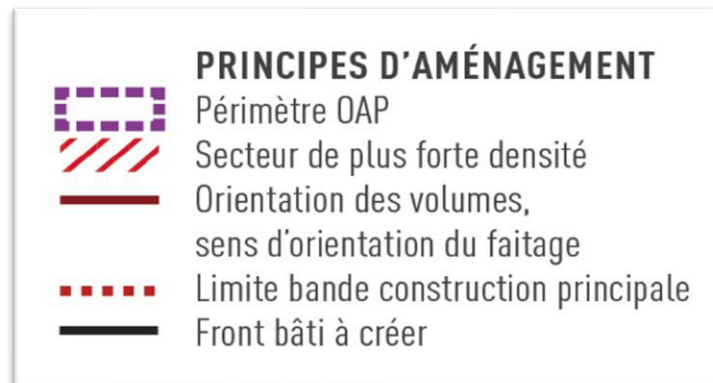 PRINCIPES D'AMÉNAGEMENT
Périmètre OAP
Secteur de plus forte densité
Orientation des volumes,
sens d'orientation du faitage
Limite bande construction principale
Front bâti à créer